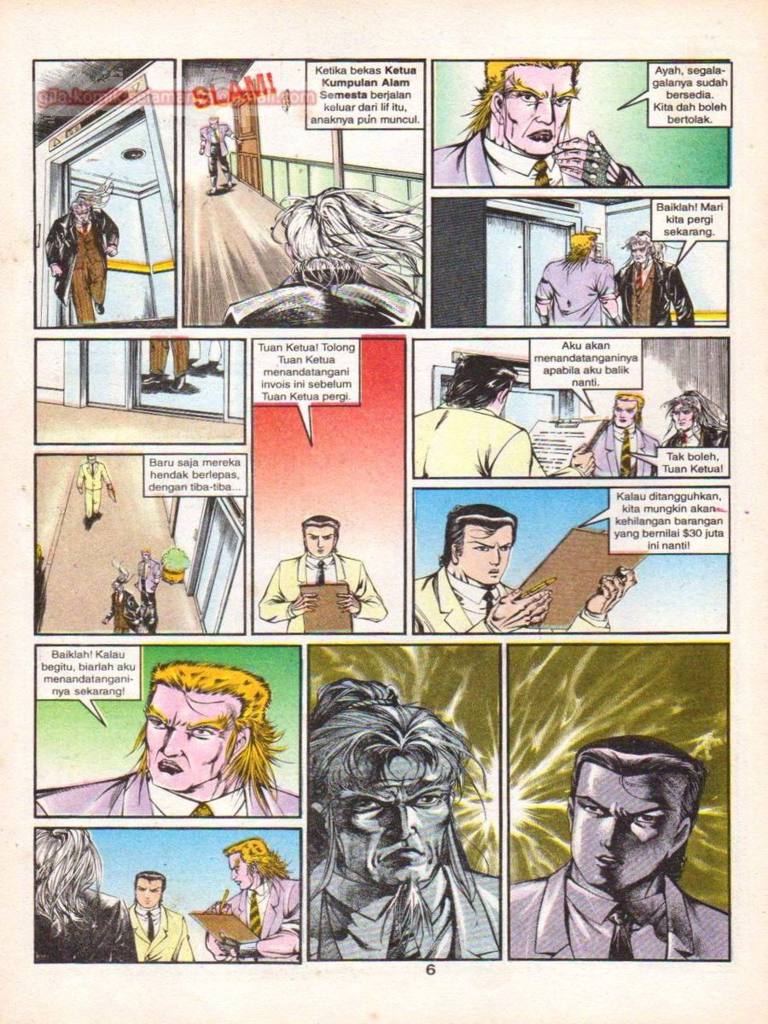 SLAM!
Ketika bekas Ketua
Kumpulan Alam
Semesta berjalan
keluar dari lif itu,
anaknya pun muncul.
Ayah, segala-
galanya sudah
bersedia.
Kita dah boleh
bertolak.
Baiklah! Mari
kita pergi
sekarang.
Baru saja mereka
hendak berlepas,
dengan tiba-tiba...
Tuan Ketua! Tolong
Tuan Ketua
menandatangani
invois ini sebelum
Tuan Ketua pergi.
Aku akan
menandatanganinya
apabila aku balik
nanti.
Tak boleh,
Tuan Ketua!
Kalau ditangguhkan,
kita mungkin akan
kehilangan barangan
yang bernilai $30 juta
ini nanti!
Baiklah! Kalau
begitu, biarlah aku
menandatangani-
nya sekarang!
6